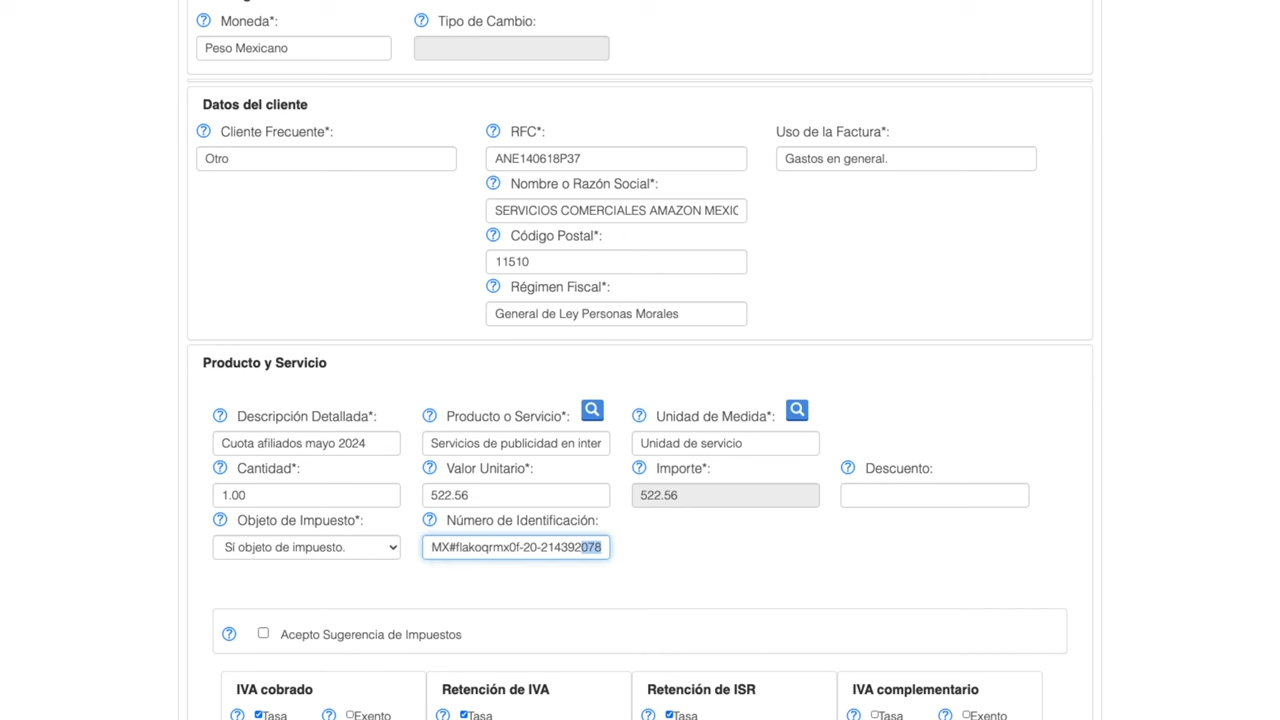 Moneda*: Tipo de Cambio:
Peso Mexicano
Datos del cliente
Cliente Frecuente*: RFC*: Uso de la Factura*:
Otro ANE140618P37 Gastos en general.
Nombre o Razón Social*:
SERVICIOS COMERCIALES AMAZON MEXIC
Código Postal*:
11510
Régimen Fiscal*:
General de Ley Personas Morales
Producto y Servicio
Descripción Detallada*: Producto o Servicio*: Unidad de Medida*:
Cuota afiliados mayo 2024 Servicios de publicidad en inter Unidad de servicio
Cantidad*: Valor Unitario*: Importe*: Descuento:
1.00 522.56 522.56
Objeto de Impuesto*: Número de Identificación:
Sí objeto de impuesto. MX#flakoqrmx0f-20-214392078
Acepto Sugerencia de Impuestos
IVA cobrado Retención de IVA Retención de ISR IVA complementario
Tasa Exento Tasa Tasa Tasa Exento